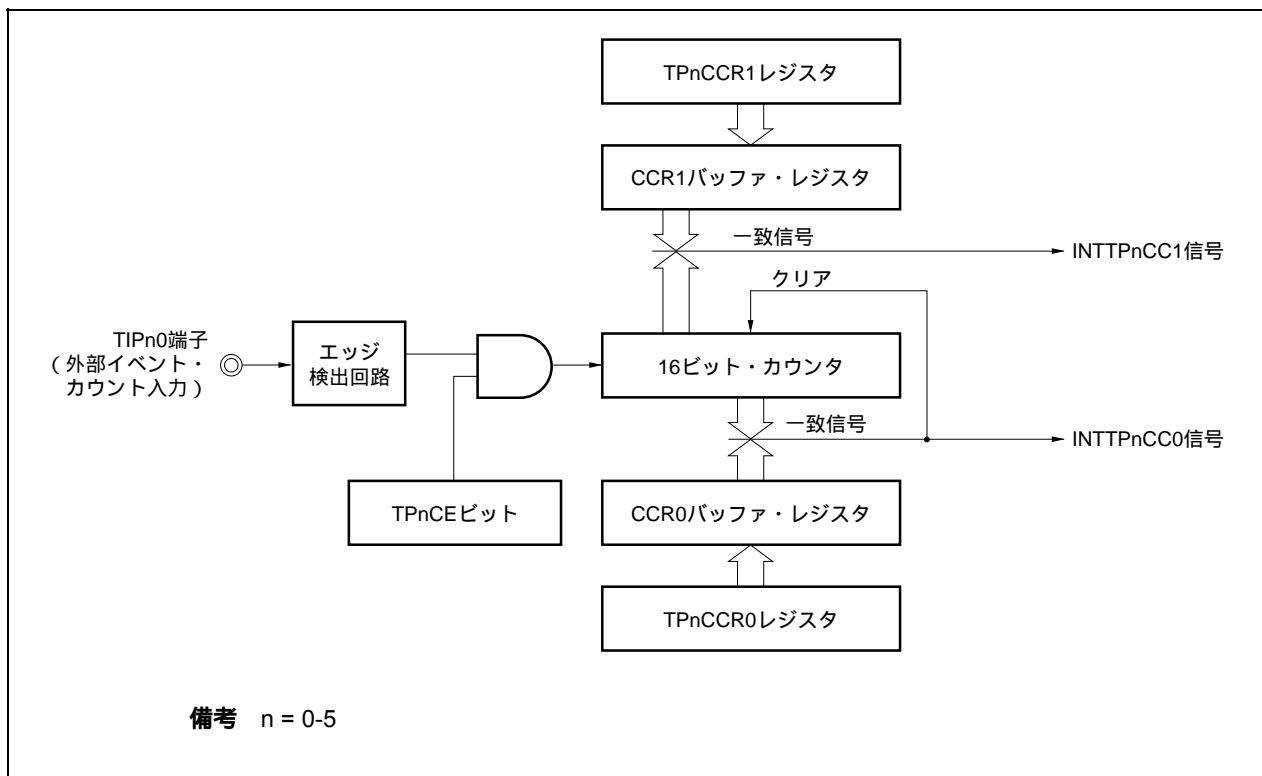 TPnCCR1レジスタ
CCR1バッファ・レジスタ
一致信号
INTTPnCC1信号
クリア
TIPn0端子
(外部イベント・
カウント入力)
エッジ
検出回路
16ビット・カウンタ
一致信号
INTTPnCC0信号
TPnCEビット
CCR0バッファ・レジスタ
TPnCCR0レジスタ
備考 n = 0-5